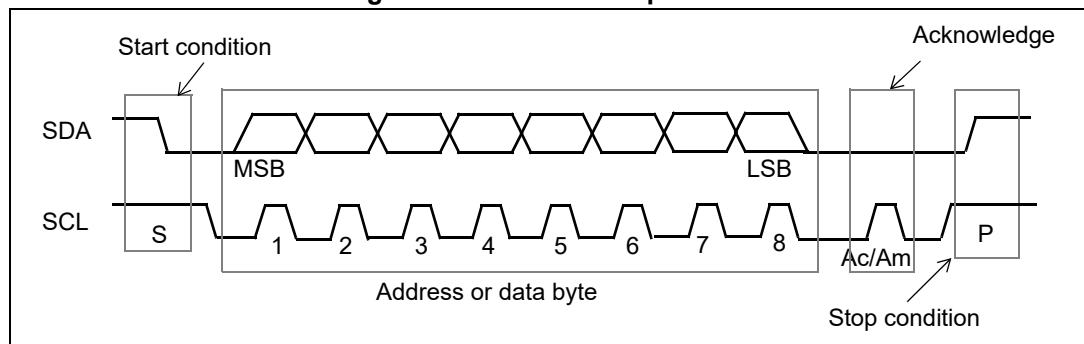 Start condition
Acknowledge
SDA
MSB
LSB
SCL
S
1
2
3
4
5
6
7
8
Ac/Am
P
Address or data byte
Stop condition